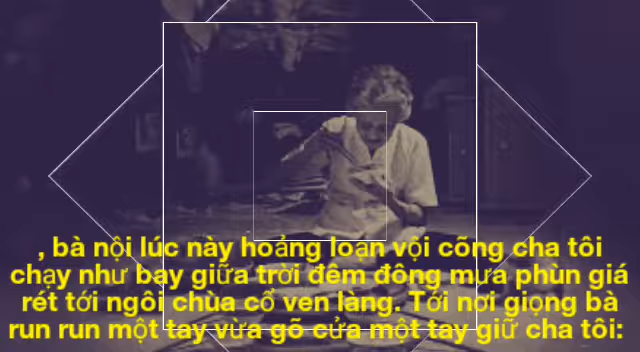 , bà nội lúc này hoảng loạn vội cõng cha tôi
chạy như bay giữa trời đêm đông mưa phùn giá
rét tới ngôi chùa cổ ven làng. Tới nơi giọng bà
run run một tay vừa gõ cửa một tay giữ cha tôi: